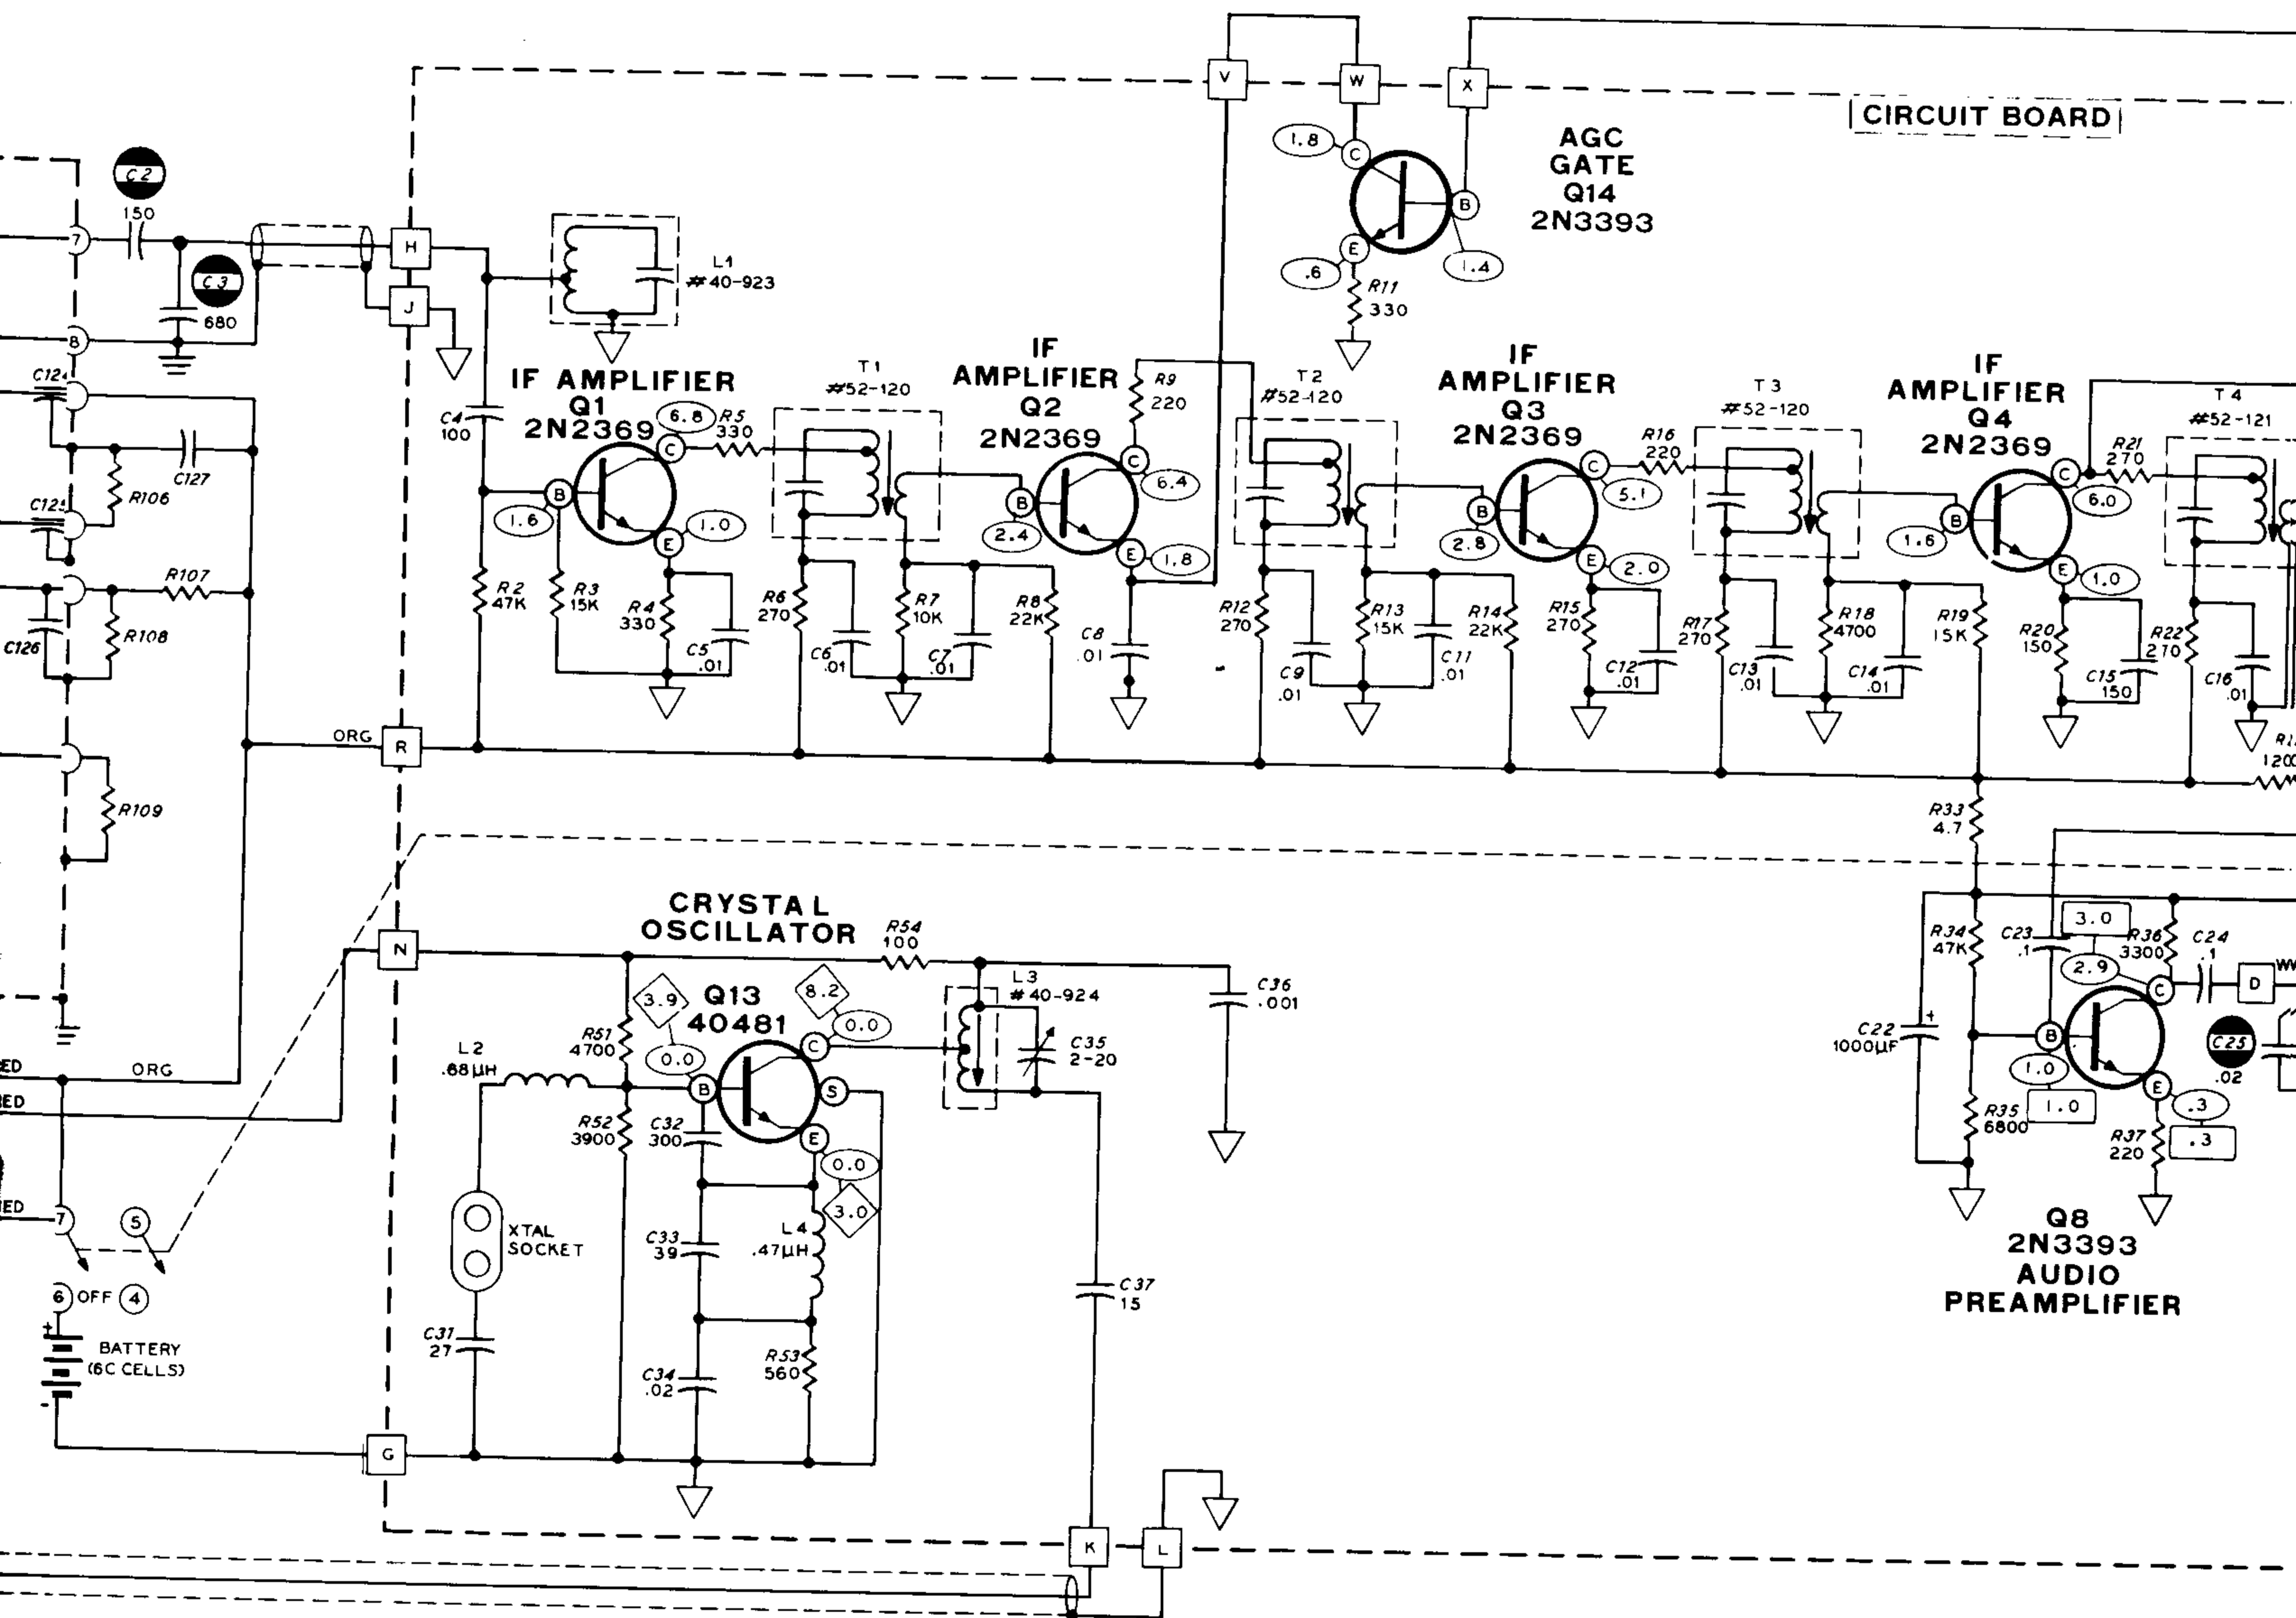 V
W
X
CIRCUIT BOARD
1.8
C
AGC
GATE
Q14
2N3393
B
E
.6
1.4
R11
330
C2
150
7
C3
680
8
H
J
L1
#40-923
C4
100
IF AMPLIFIER
Q1
2N2369
6.8
R5
330
C
B
1.6
E
1.0
T1
#52-120
IF
AMPLIFIER
Q2
2N2369
R9
220
C
6.4
B
2.4
E
1.8
T2
#52-120
IF
AMPLIFIER
Q3
2N2369
R16
220
C
5.1
B
2.8
E
2.0
T3
#52-120
IF
AMPLIFIER
Q4
2N2369
R21
270
C
6.0
B
1.6
E
1.0
T4
#52-121
C127
R106
R107
C126
R108
R109
R2
47K
R3
15K
R4
330
C5
.01
R6
270
C6
.01
R7
10K
C7
.01
R8
22K
C8
.01
R12
270
C9
.01
R13
15K
C11
.01
R14
22K
R15
270
C12
.01
R17
270
C13
.01
R18
4700
C14
.01
R19
15K
R20
150
C15
150
R22
270
C16
.01
ORG
R
R33
4.7
N
CRYSTAL
OSCILLATOR
R54
100
3.9
Q13
40481
8.2
0.0
C
0.0
B
S
E
0.0
3.0
R51
4700
L2
.68μH
R52
3900
C32
300
L3
#40-924
C35
2-20
C36
.001
XTAL
SOCKET
C33
39
L4
.47μH
C31
27
C34
.02
R53
560
C37
15
ORG
7
5
6
OFF
4
+
BATTERY
(6C CELLS)
-
G
K
L
R34
47K
C23
.1
3.0
2.9
R36
3300
C24
.1
D
C
B
E
C22
1000μF
+
1.0
1.0
R35
6800
.3
.3
R37
220
C25
.02
Q8
2N3393
AUDIO
PREAMPLIFIER